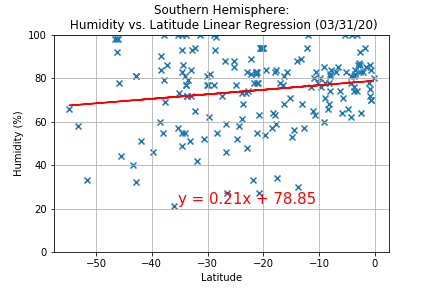 Southern Hemisphere:
Humidity vs. Latitude Linear Regression (03/31/20)
100
80
60
40
20
0
Humidity (%)
y = 0.21x + 78.85
−50
−40
−30
−20
−10
0
Latitude